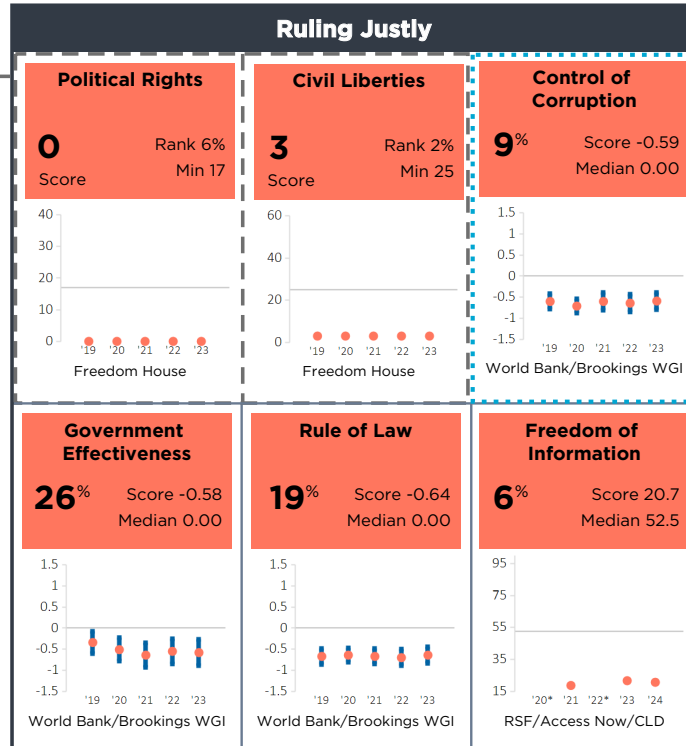 Ruling Justly
Political Rights
0
Score
Rank 6%
Min 17
40
30
20
10
0
'19 '20 '21 '22 '23
Freedom House
Civil Liberties
3
Score
Rank 2%
Min 25
60
40
20
0
'19 '20 '21 '22 '23
Freedom House
Control of
Corruption
9%
Score -0.59
Median 0.00
1.5
1
0.5
0
-0.5
-1
-1.5
'19 '20 '21 '22 '23
World Bank/Brookings WGI
Government
Effectiveness
26%
Score -0.58
Median 0.00
1.5
1
0.5
0
-0.5
-1
-1.5
'19 '20 '21 '22 '23
World Bank/Brookings WGI
Rule of Law
19%
Score -0.64
Median 0.00
1.5
1
0.5
0
-0.5
-1
-1.5
'19 '20 '21 '22 '23
World Bank/Brookings WGI
Freedom of
Information
6%
Score 20.7
Median 52.5
95
75
55
35
15
'20* '21 '22* '23 '24
RSF/Access Now/CLD